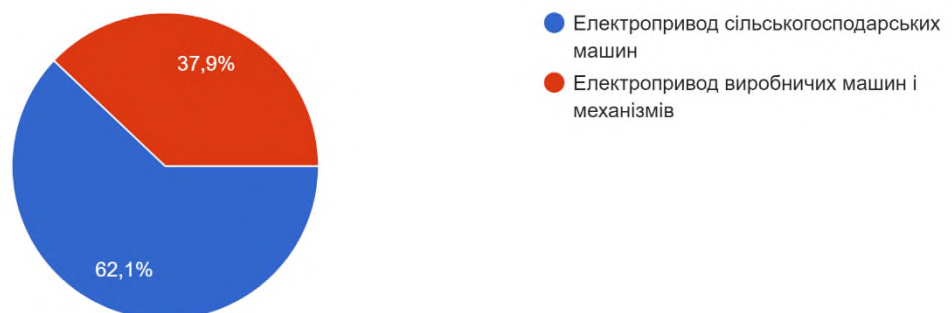 37,9%
62,1%
Електропривод сільськогосподарських
машин
Електропривод виробничих машин і
механізмів